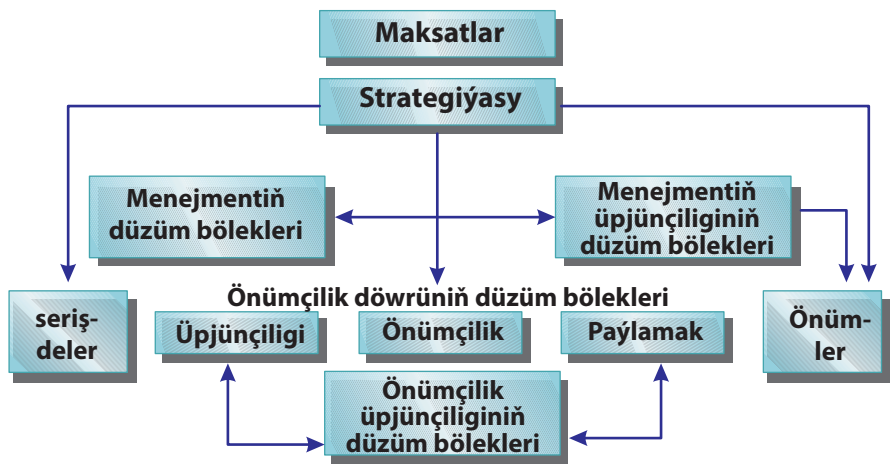 Maksatlar
Strategiýasy
Menejmentiň
düzüm bölekleri
Menejmentiň
üpjünçiliginiň
düzüm bölekleri
seriş-
deler
Önümçilik döwrüniň düzüm bölekleri
Üpjünçiligi
Önümçilik
Paýlamak
Önüm-
ler
Önümçilik
üpjünçiliginiň
düzüm bölekleri